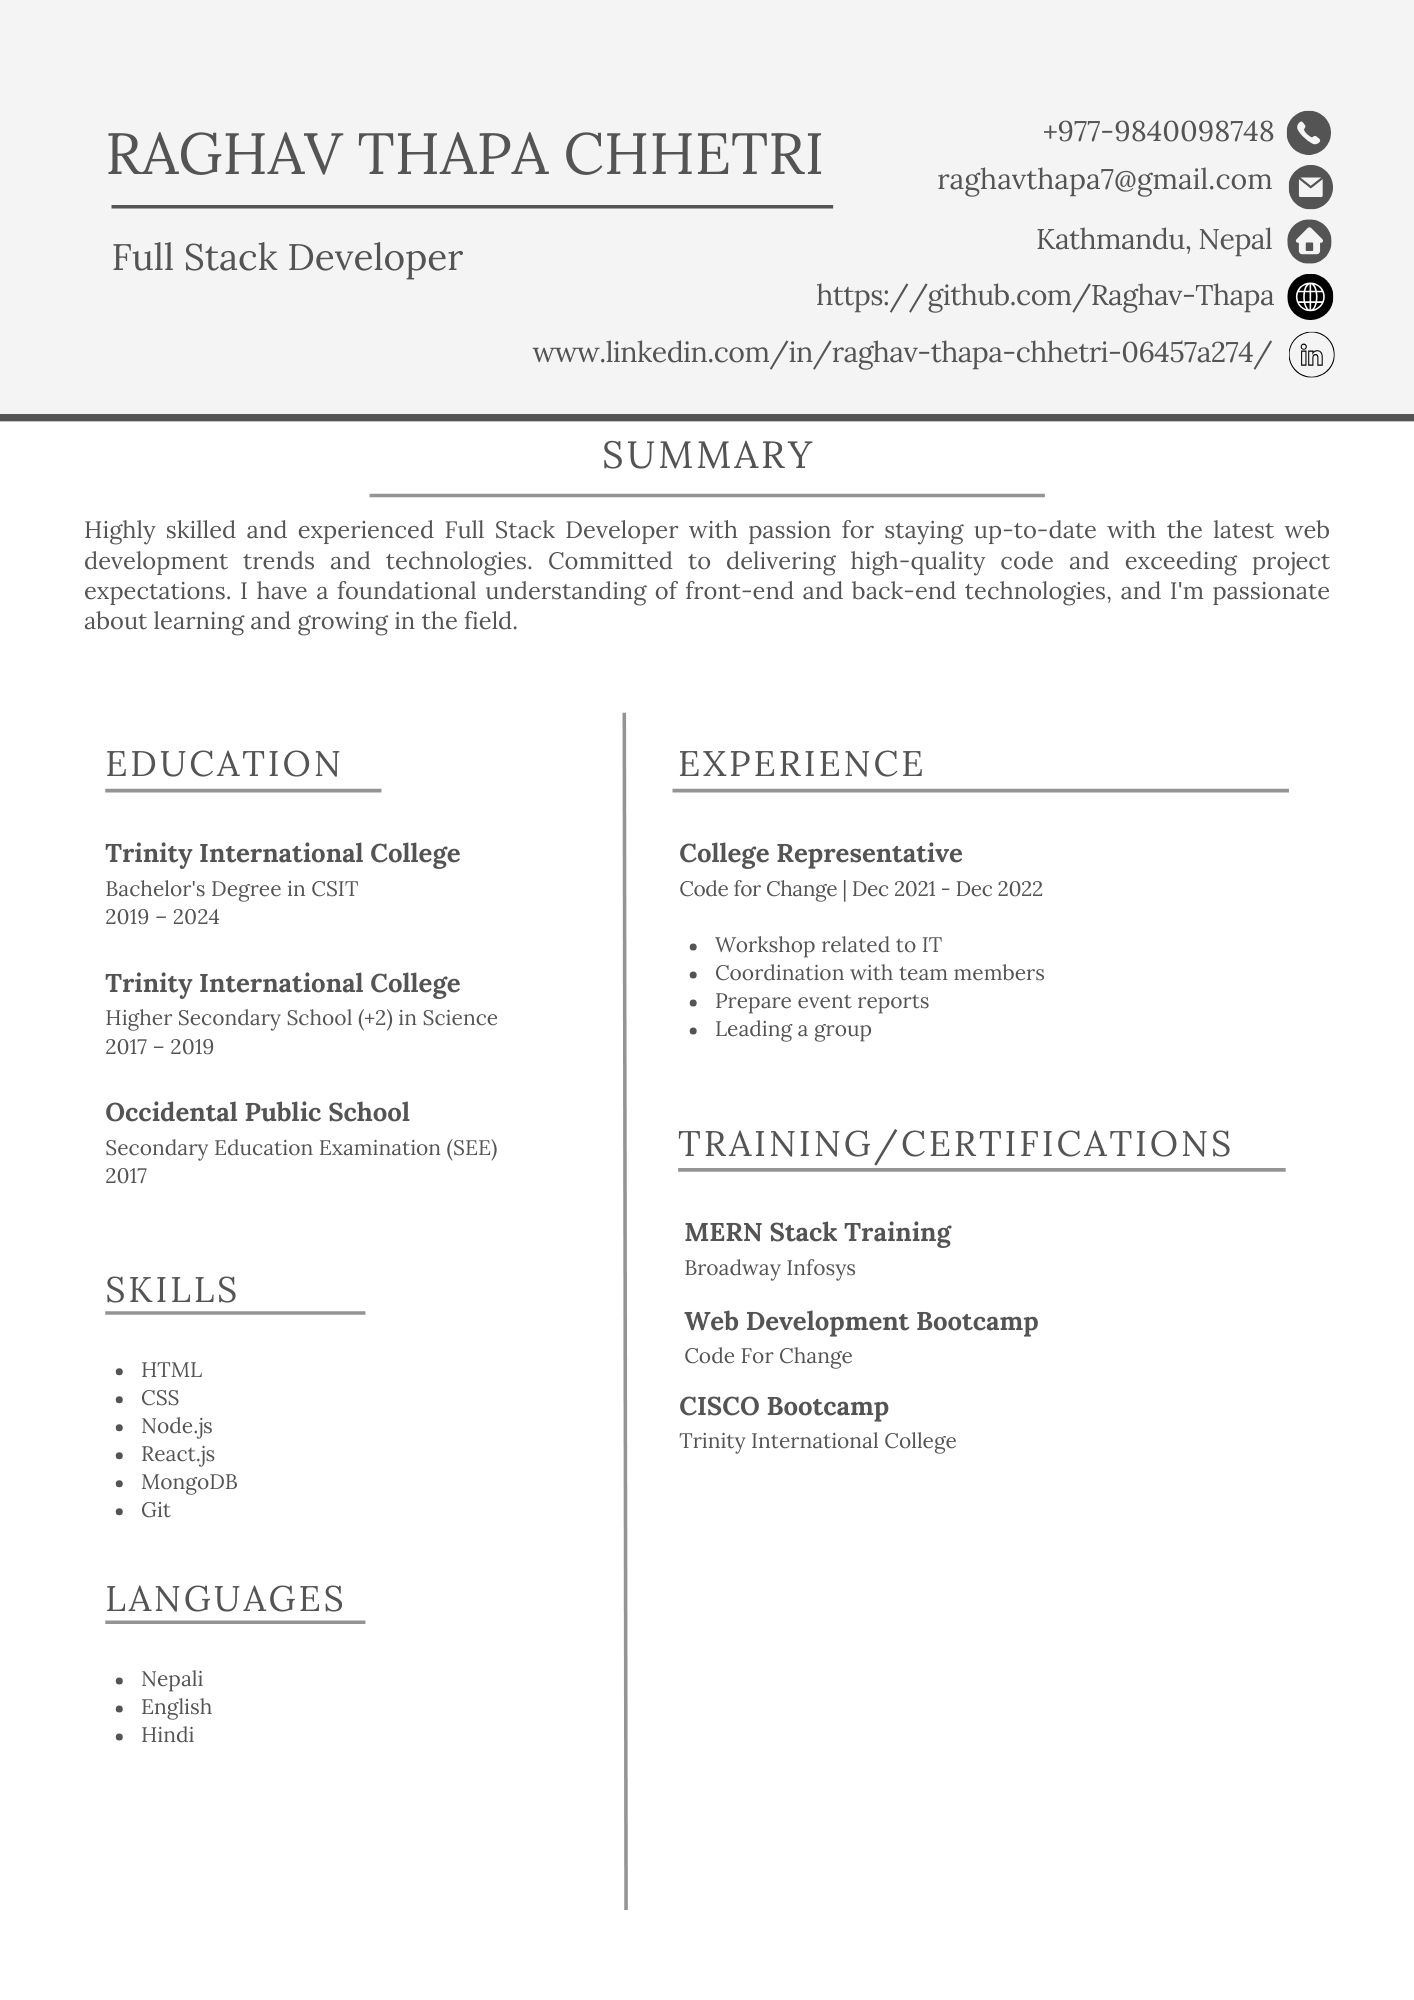 RAGHAV THAPA CHHETRI
Full Stack Developer
+977-9840098748
raghavthapa7@gmail.com
Kathmandu, Nepal
https://github.com/Raghav-Thapa
www.linkedin.com/in/raghav-thapa-chhetri-06457a274/
in
SUMMARY
Highly skilled and experienced Full Stack Developer with passion for staying up-to-date with the latest web
development trends and technologies. Committed to delivering high-quality code and exceeding project
expectations. I have a foundational understanding of front-end and back-end technologies, and I'm passionate
about learning and growing in the field.
EDUCATION
Trinity International College
Bachelor's Degree in CSIT
2019 – 2024
Trinity International College
Higher Secondary School (+2) in Science
2017 – 2019
Occidental Public School
Secondary Education Examination (SEE)
2017
SKILLS
• HTML
• CSS
• Node.js
• React.js
• MongoDB
• Git
LANGUAGES
• Nepali
• English
• Hindi
EXPERIENCE
College Representative
Code for Change | Dec 2021 - Dec 2022
• Workshop related to IT
• Coordination with team members
• Prepare event reports
• Leading a group
TRAINING/CERTIFICATIONS
MERN Stack Training
Broadway Infosys
Web Development Bootcamp
Code For Change
CISCO Bootcamp
Trinity International College